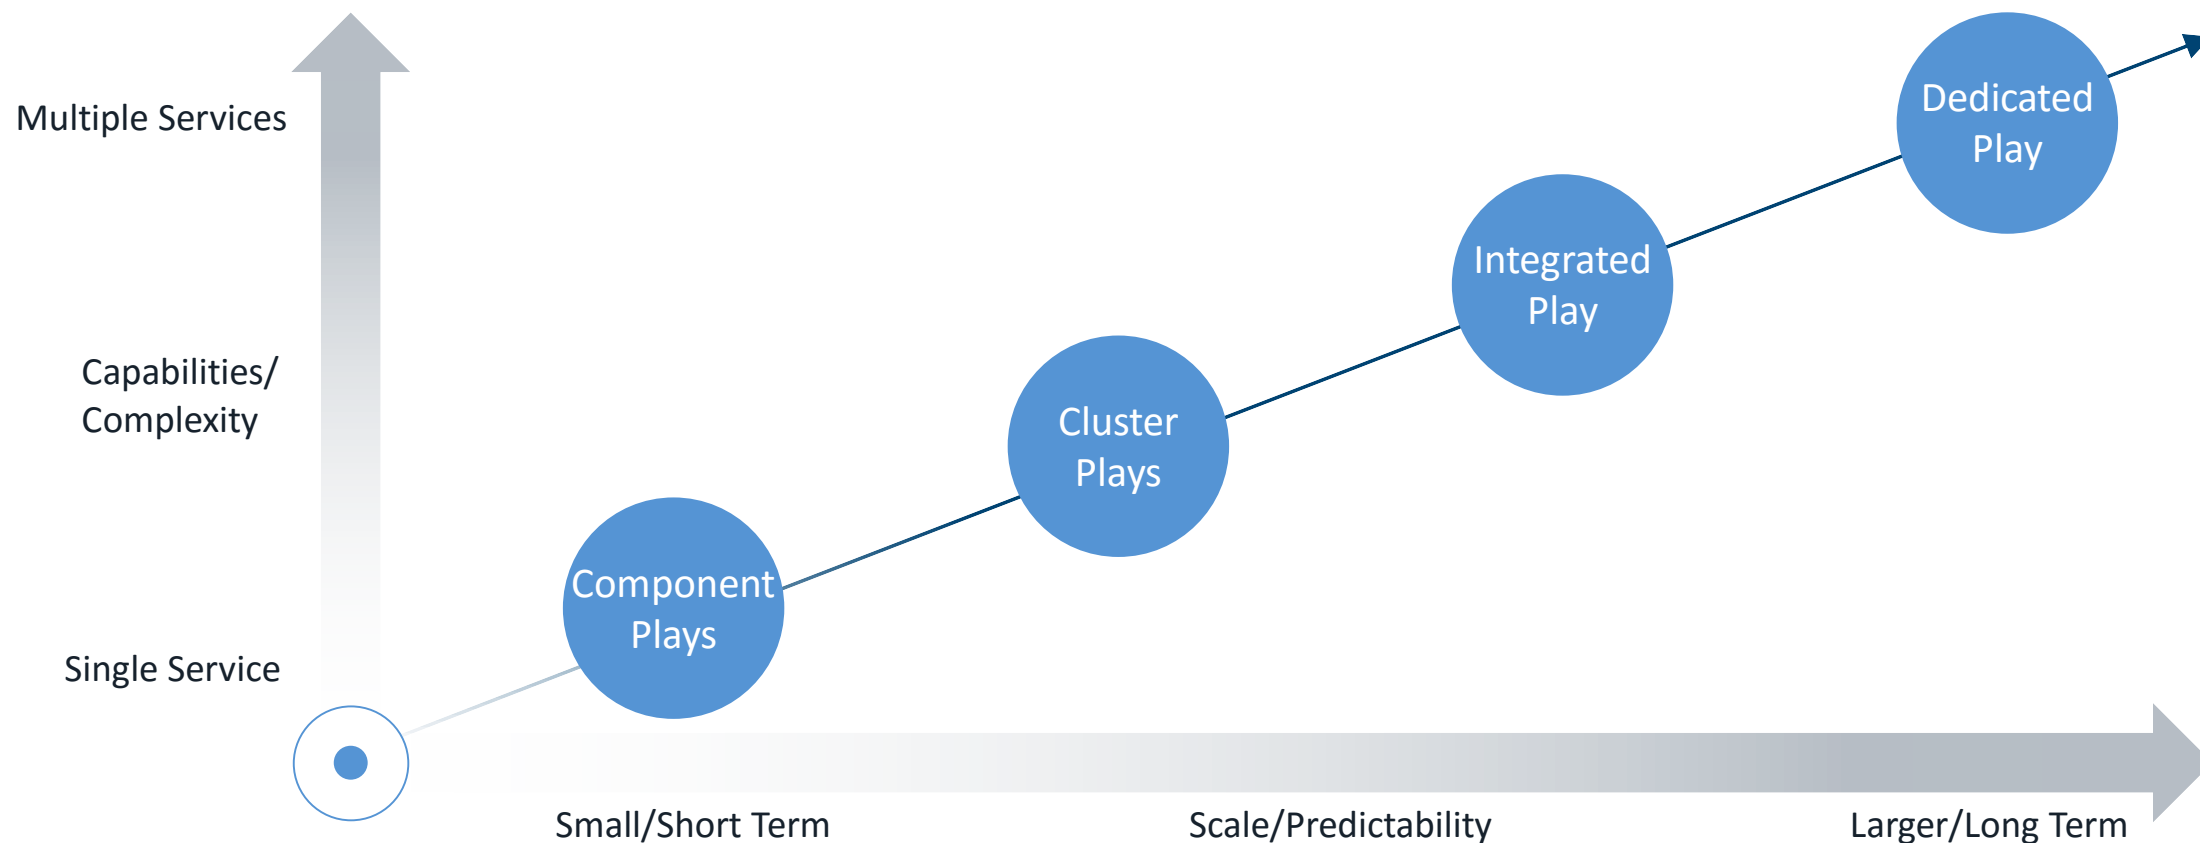 Multiple Services
Dedicated
Play
Integrated
Play
Capabilities/
Complexity
Cluster
Plays
Component
Plays
Single Service
Small/Short Term
Scale/Predictability
Larger/Long Term